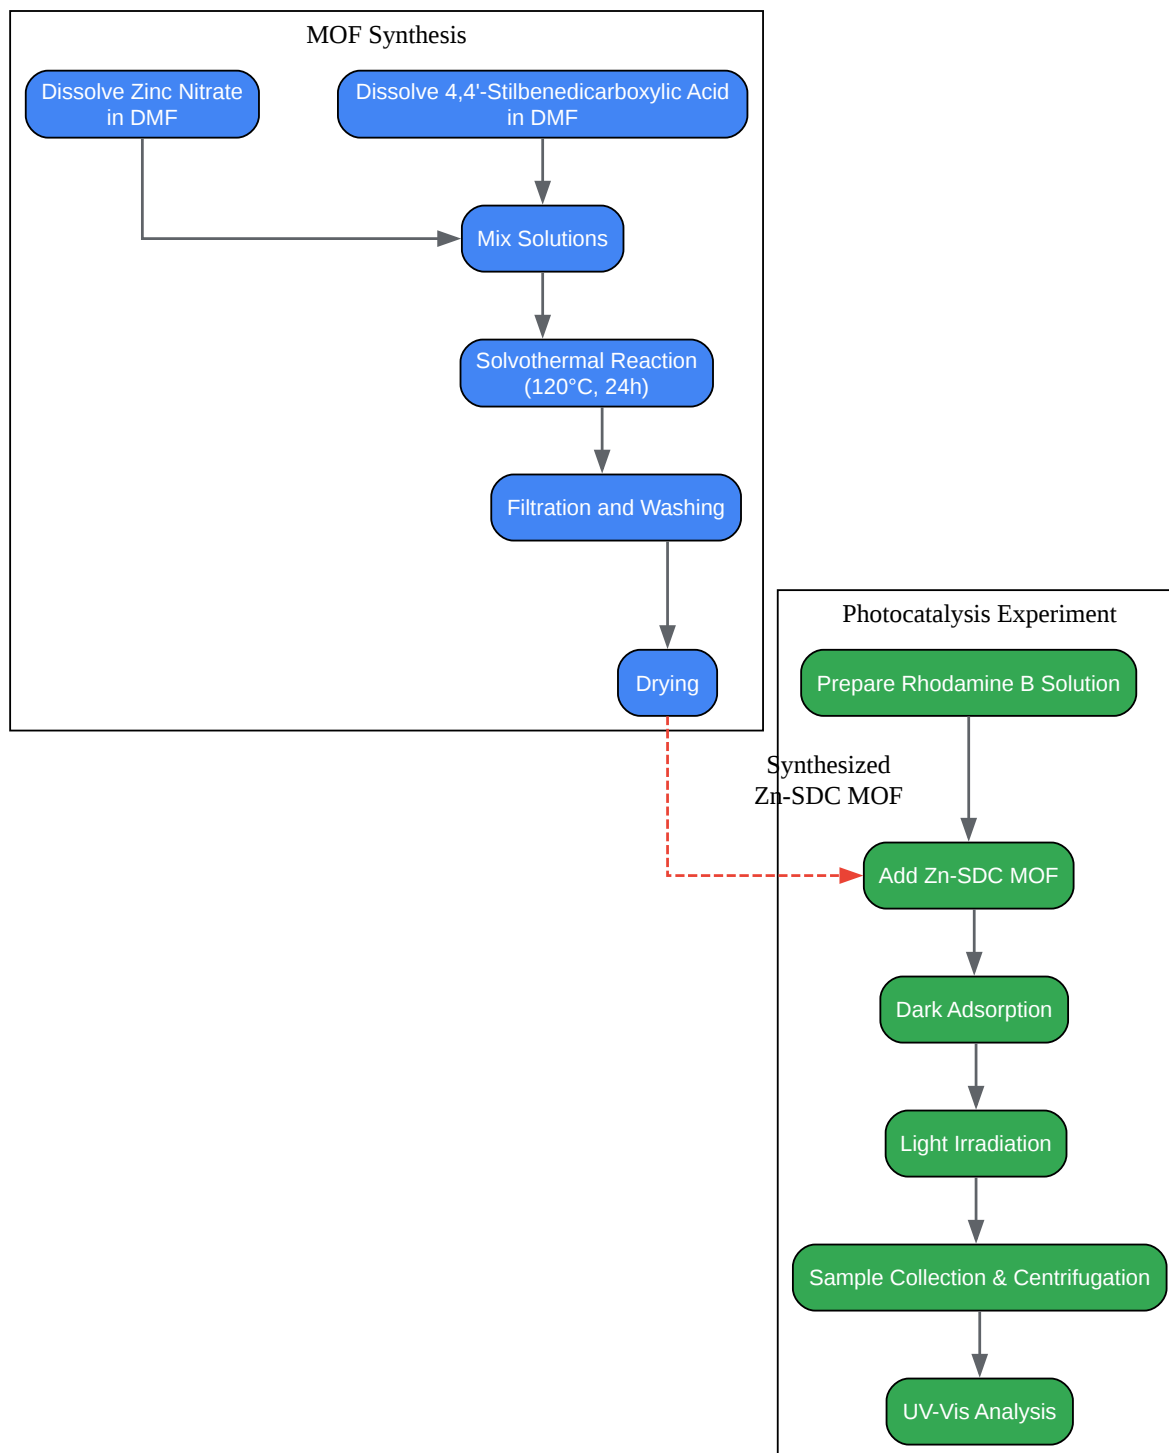 MOF Synthesis
Dissolve Zinc Nitrate
in DMF
Dissolve 4,4'-Stilbenedicarboxylic Acid
in DMF
Mix Solutions
Solvothermal Reaction
(120°C, 24h)
Filtration and Washing
Drying
Photocatalysis Experiment
Prepare Rhodamine B Solution
Synthesized
Zn-SDC MOF
Add Zn-SDC MOF
Dark Adsorption
Light Irradiation
Sample Collection & Centrifugation
UV-Vis Analysis